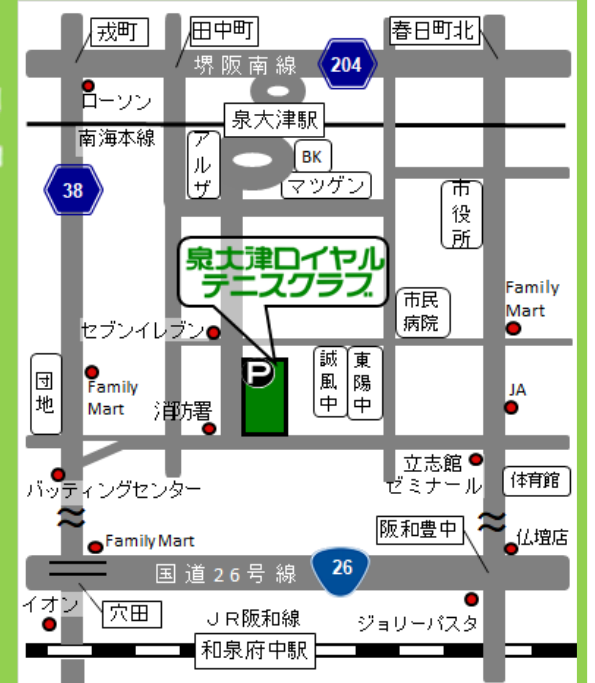 戎町
田中町
春日町北
堺阪南線
204
ローソン
泉大津駅
南海本線
アルザ
BK
マツゲン
38
市役所
泉大津ロイヤル
テニスクラブ
市民
病院
Family
Mart
セブンイレブン
団地
Family
Mart
P
誠風中
東陽中
JA
消防署
立志館
ゼミナール
体育館
バッティングセンター
阪和豊中
仏壇店
FamilyMart
国道26号線
26
イオン
穴田
JR阪和線
ジョリーパスタ
和泉府中駅